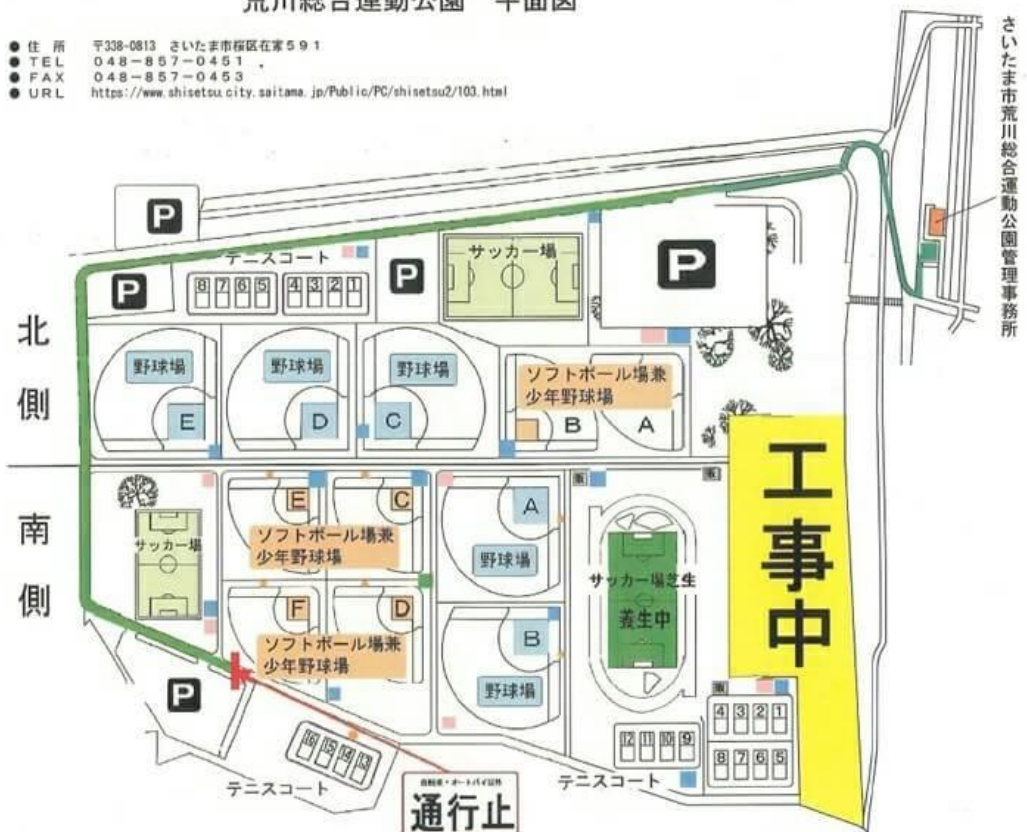 荒川総合運動公園 平面図
● 住 所 〒338-0813 さいたま市桜区在家591
● TEL 048-857-0451
● FAX 048-857-0453
● URL https://www.shisetsu.city.saitama.jp/Public/PC/shisetsu2/103.html
さいたま市荒川総合運動公園管理事務所
P
P
テニスコート
8 7 6 5 4 3 2 1
P
サッカー場
P
北側
野球場
E
野球場
D
野球場
C
ソフトボール場兼
少年野球場
B A
工事中
南側
サッカー場
E C
ソフトボール場兼
少年野球場
F D
ソフトボール場兼
少年野球場
A
野球場
B
野球場
サッカー場芝生
養生中
P
16 15 14 13
テニスコート
12 11 10 9
テニスコート
4 3 2 1
8 7 6 5
自転車・オートバイ以外
通行止